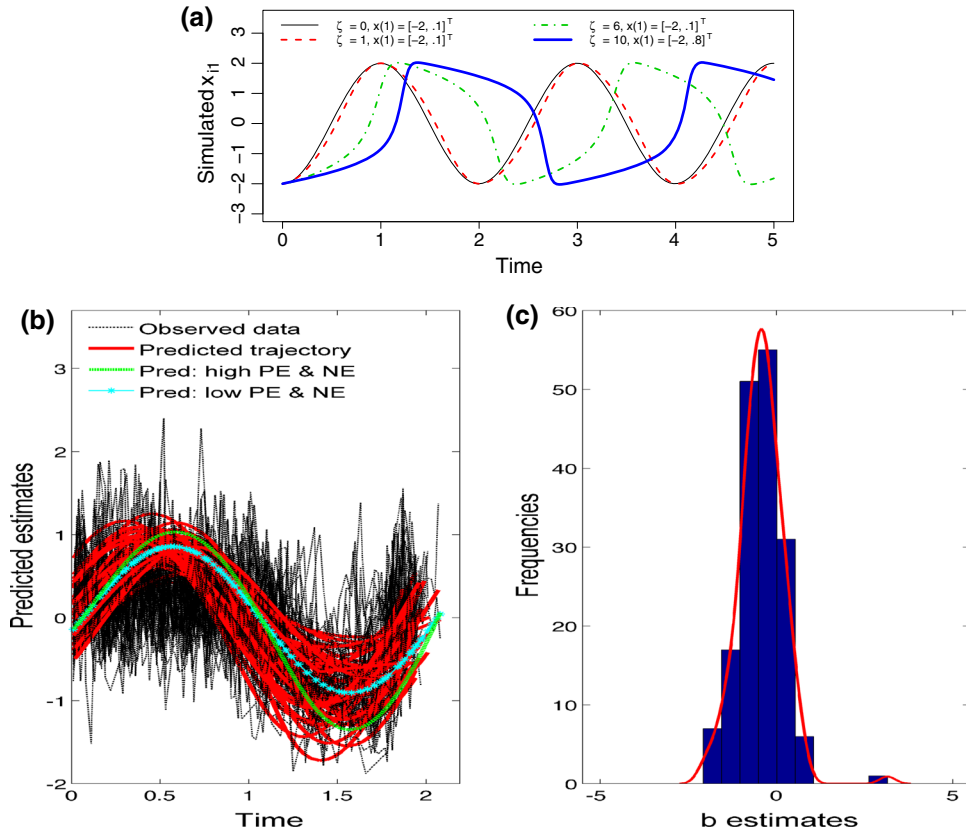 (a)
ζ = 0, x(1) = [-2, .1]ᵀ
ζ = 1, x(1) = [-2, .1]ᵀ
ζ = 6, x(1) = [-2, .1]ᵀ
ζ = 10, x(1) = [-2, .8]ᵀ
Simulated x_{i1}
3
2
1
0
-1
-2
-3
0 1 2 3 4 5
Time
(b)
Observed data
Predicted trajectory
Pred: high PE & NE
Pred: low PE & NE
Predicted estimates
3
2
1
0
-1
-2
0 0.5 1 1.5 2
Time
(c)
Frequencies
60
50
40
30
20
10
0
-5 0 5
b estimates